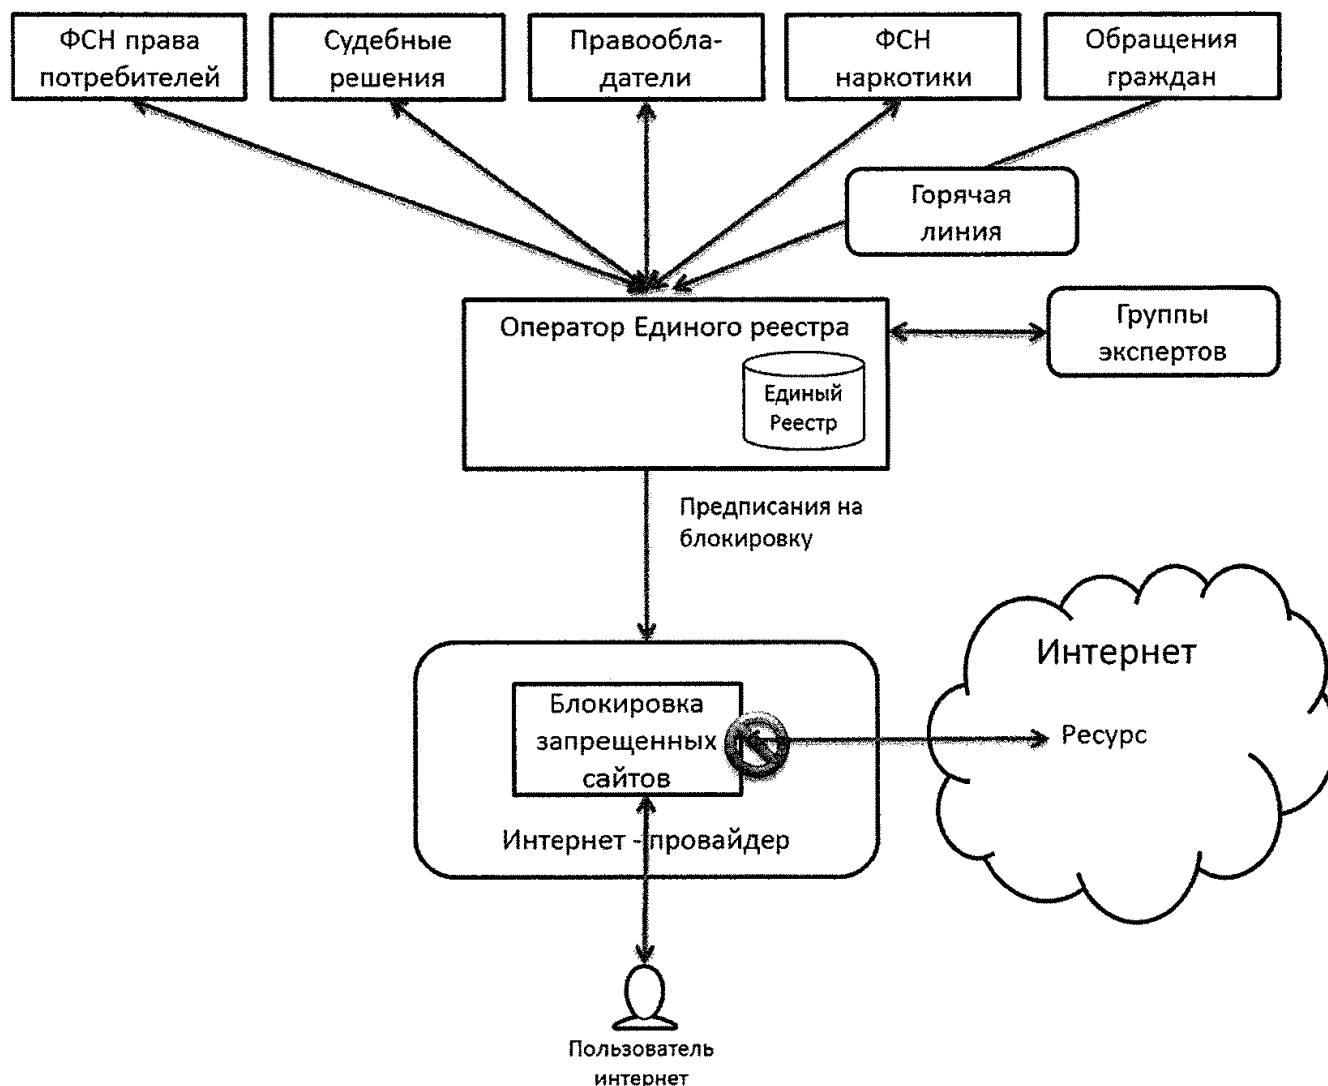 ФСН права
потребителей
Судебные
решения
Правообла-
датели
ФСН
наркотики
Обращения
граждан
Горячая
линия
Оператор Единого реестра
Группы
экспертов
Единый
Реестр
Предписания на
блокировку
Интернет
Ресурс
Блокировка
запрещенных
сайтов
Интернет - провайдер
Пользователь
интернет